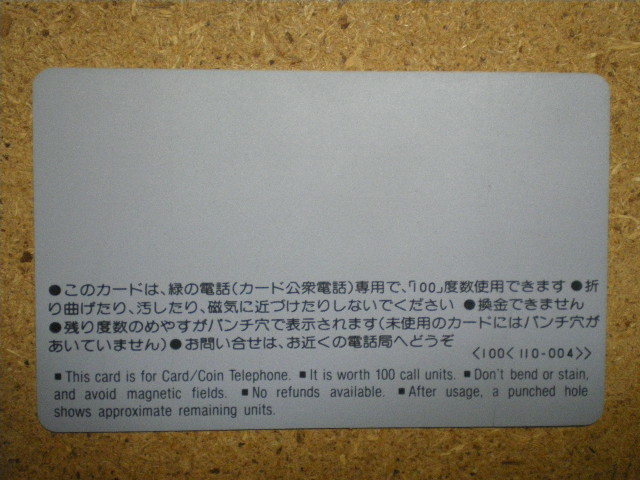 ●このカードは、緑の電話(カード公衆電話)専用で、「100」度数使用できます ●折
り曲げたり、汚したり、磁気に近づけたりしないでください ●換金できません
●残り度数のめやすがパンチ穴で表示されます(未使用のカードにはパンチ穴が
あいていません)●お問い合せは、お近くの電話局へどうぞ
<100< 110-004>>
■ This card is for Card/Coin Telephone. ■ It is worth 100 call units. ■ Don't bend or stain,
and avoid magnetic fields. ■ No refunds available. ■ After usage, a punched hole
shows approximate remaining units.